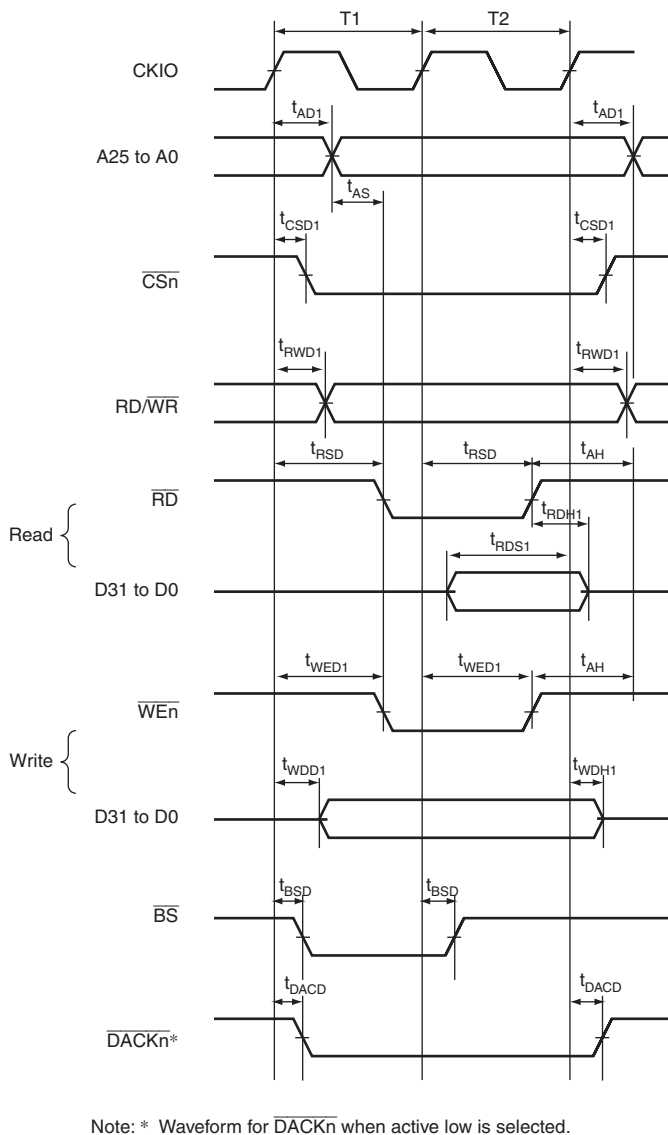 T1 T2
CKIO
tAD1 tAD1
A25 to A0
tAS
tCSD1 tCSD1
CSn
tRWD1 tRWD1
RD/WR
tRSD tRSD tAH
RD
tRDH1
Read
tRDS1
D31 to D0
tWED1 tWED1 tAH
WEn
Write
tWDD1 tWDH1
D31 to D0
tBSD tBSD
BS
tDACD tDACD
DACKn*
Note: * Waveform for DACKn when active low is selected.